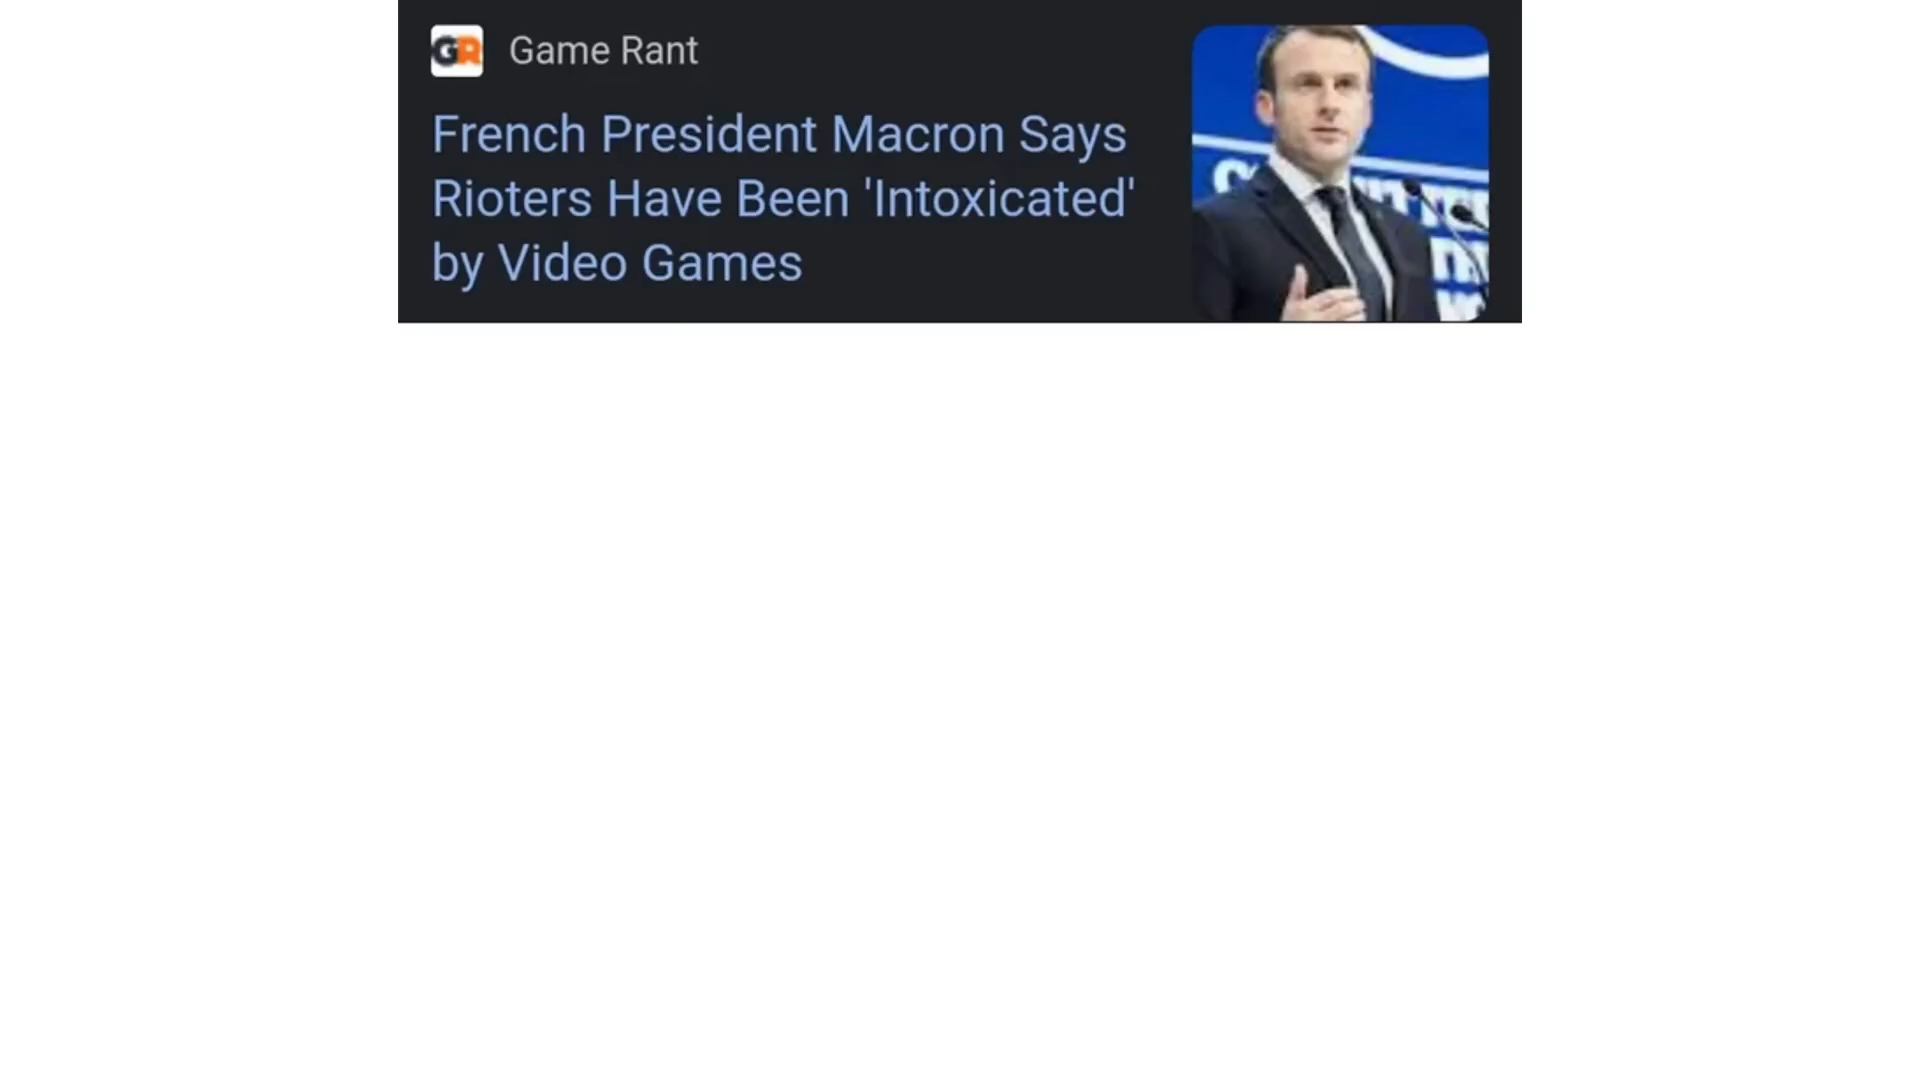 GR Game Rant
French President Macron Says
Rioters Have Been 'Intoxicated'
by Video Games